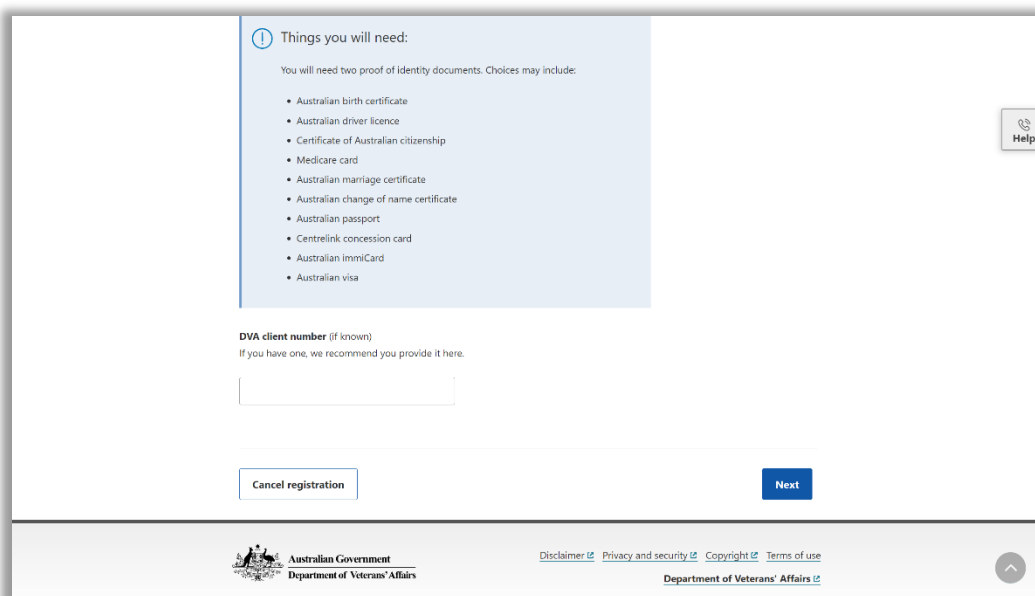 Things you will need:
You will need two proof of identity documents. Choices may include:
• Australian birth certificate
• Australian driver licence
• Certificate of Australian citizenship
• Medicare card
• Australian marriage certificate
• Australian change of name certificate
• Australian passport
• Centrelink concession card
• Australian immiCard
• Australian visa
Help
DVA client number (if known)
If you have one, we recommend you provide it here.
Cancel registration
Next
Australian Government
Department of Veterans' Affairs
Disclaimer Privacy and security Copyright Terms of use
Department of Veterans' Affairs